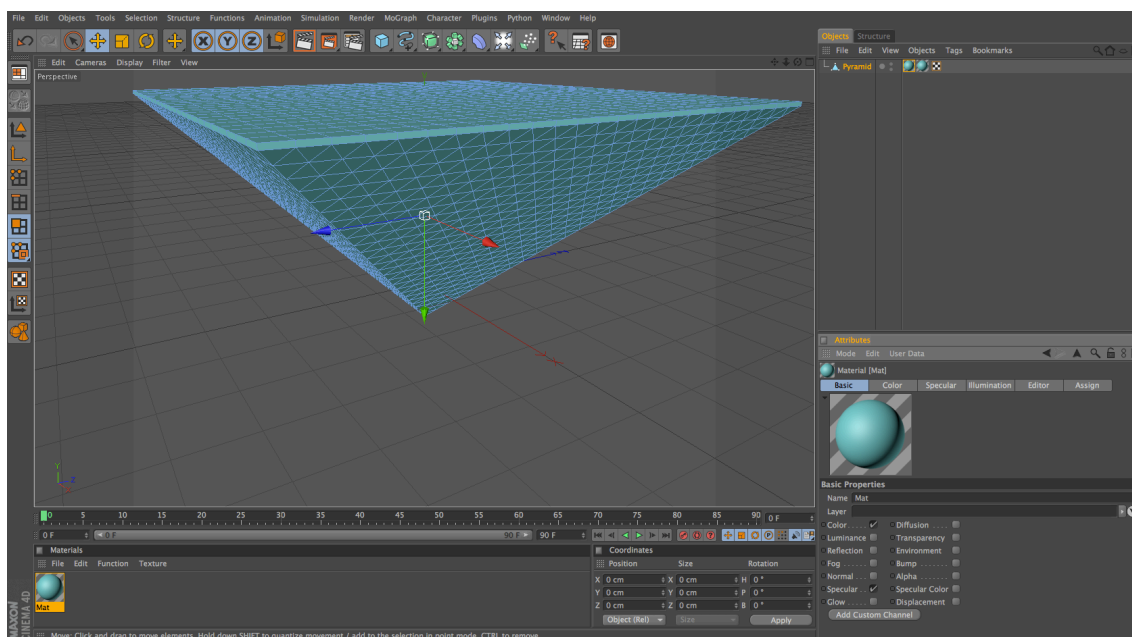 File Edit Objects Tools Selection Structure Functions Animation Simulation Render MoGraph Character Plugins Python Window Help
Edit Cameras Display Filter View
Perspective
Y
Y
Z
0 5 10 15 20 25 30 35 40 45 50 55 60 65 70 75 80 85 90 0 F
0 F 0 F 90 F 90 F
Materials
File Edit Function Texture
Mat
MAXON
CINEMA 4D
Coordinates
Position Size Rotation
X 0 cm X 0 cm H 0 °
Y 0 cm Y 0 cm P 0 °
Z 0 cm Z 0 cm B 0 °
Object (Rel) Size Apply
Move: Click and drag to move elements. Hold down SHIFT to quantize movement / add to the selection in point mode, CTRL to remove.
Objects Structure
File Edit View Objects Tags Bookmarks
Pyramid
Attributes
Mode Edit User Data
Material [Mat]
Basic Color Specular Illumination Editor Assign
Basic Properties
Name Mat
Layer
Color Diffusion
Luminance Transparency
Reflection Environment
Fog Bump
Normal Alpha
Specular Specular Color
Glow Displacement
Add Custom Channel